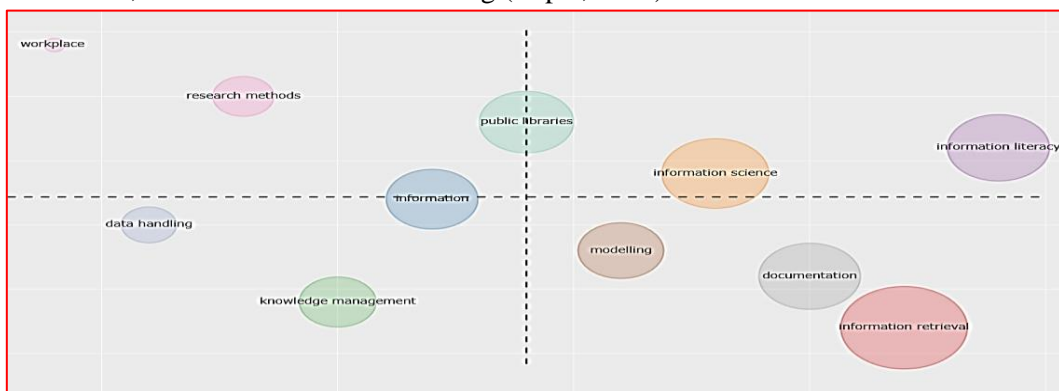 workplace
research methods
public libraries
information literacy
information science
information
data handling
modelling
documentation
knowledge management
information retrieval